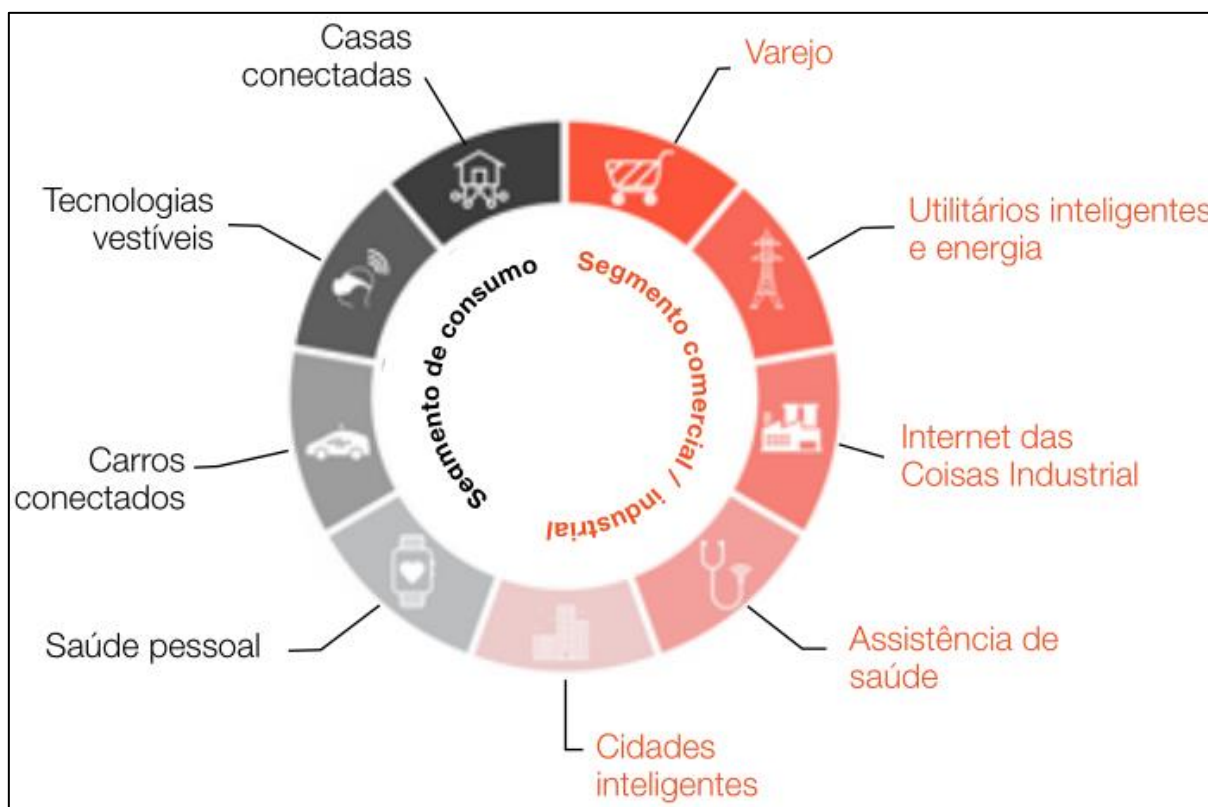 Casas
conectadas
Varejo
Tecnologias
vestíveis
Utilitários inteligentes
e energia
Segmento de consumo
Segmento comercial / industrial
Carros
conectados
Internet das
Coisas Industrial
Saúde pessoal
Assistência de
saúde
Cidades
inteligentes